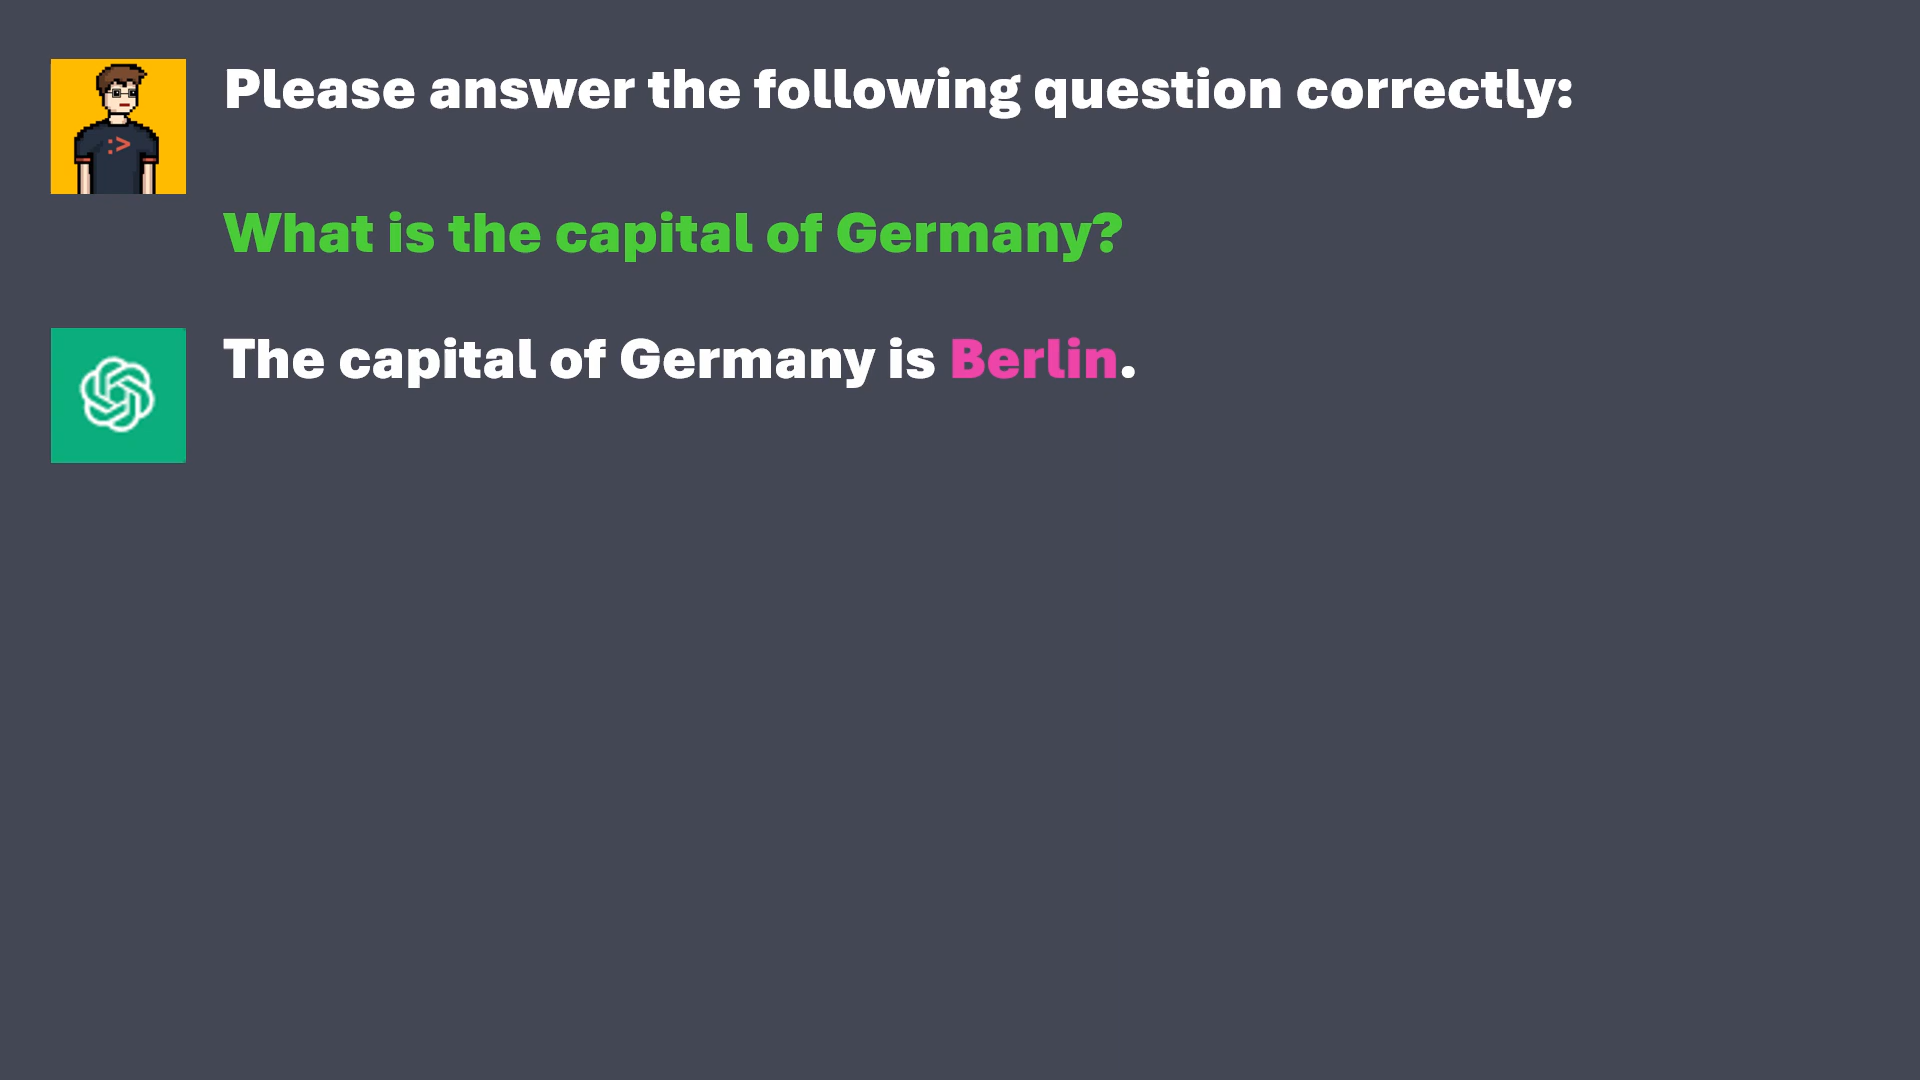 Please answer the following question correctly:
:>
What is the capital of Germany?
The capital of Germany is Berlin.